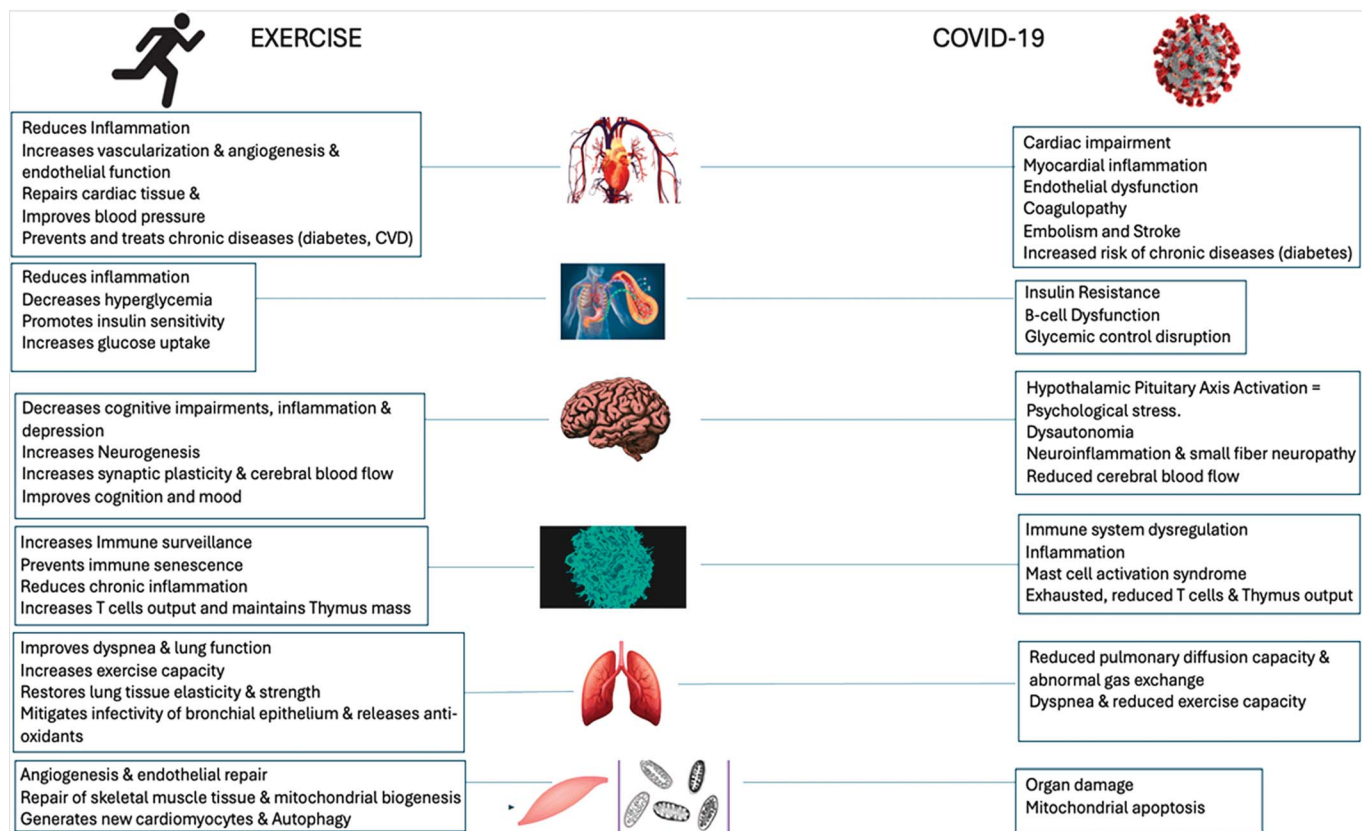 EXERCISE
COVID-19
Reduces Inflammation
Increases vascularization & angiogenesis &
endothelial function
Repairs cardiac tissue &
Improves blood pressure
Prevents and treats chronic diseases (diabetes, CVD)
Cardiac impairment
Myocardial inflammation
Endothelial dysfunction
Coagulopathy
Embolism and Stroke
Increased risk of chronic diseases (diabetes)
Reduces inflammation
Decreases hyperglycemia
Promotes insulin sensitivity
Increases glucose uptake
Insulin Resistance
B-cell Dysfunction
Glycemic control disruption
Decreases cognitive impairments, inflammation &
depression
Increases Neurogenesis
Increases synaptic plasticity & cerebral blood flow
Improves cognition and mood
Hypothalamic Pituitary Axis Activation =
Psychological stress.
Dysautonomia
Neuroinflammation & small fiber neuropathy
Reduced cerebral blood flow
Increases Immune surveillance
Prevents immune senescence
Reduces chronic inflammation
Increases T cells output and maintains Thymus mass
Immune system dysregulation
Inflammation
Mast cell activation syndrome
Exhausted, reduced T cells & Thymus output
Improves dyspnea & lung function
Increases exercise capacity
Restores lung tissue elasticity & strength
Mitigates infectivity of bronchial epithelium & releases anti-
oxidants
Reduced pulmonary diffusion capacity &
abnormal gas exchange
Dyspnea & reduced exercise capacity
Angiogenesis & endothelial repair
Repair of skeletal muscle tissue & mitochondrial biogenesis
Generates new cardiomyocytes & Autophagy
Organ damage
Mitochondrial apoptosis